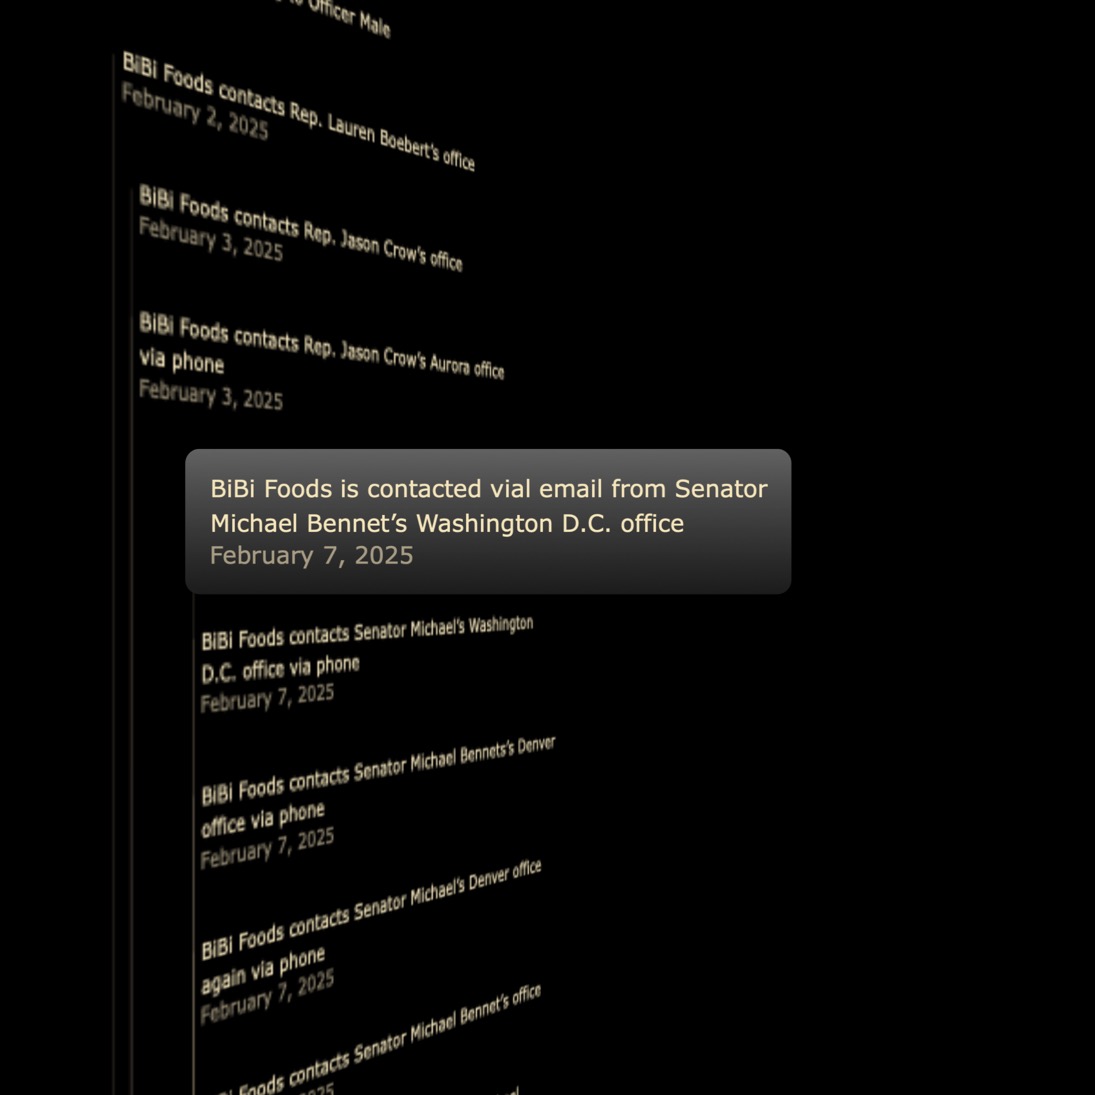 Officer Male
BiBi Foods contacts Rep. Lauren Boebert’s office
February 2, 2025
BiBi Foods contacts Rep. Jason Crow’s office
February 3, 2025
BiBi Foods contacts Rep. Jason Crow’s Aurora office
via phone
February 3, 2025
BiBi Foods is contacted vial email from Senator
Michael Bennet’s Washington D.C. office
February 7, 2025
BiBi Foods contacts Senator Michael’s Washington
D.C. office via phone
February 7, 2025
BiBi Foods contacts Senator Michael Bennets’s Denver
office via phone
February 7, 2025
BiBi Foods contacts Senator Michael’s Denver office
again via phone
February 7, 2025
Foods contacts Senator Michael Bennet’s office